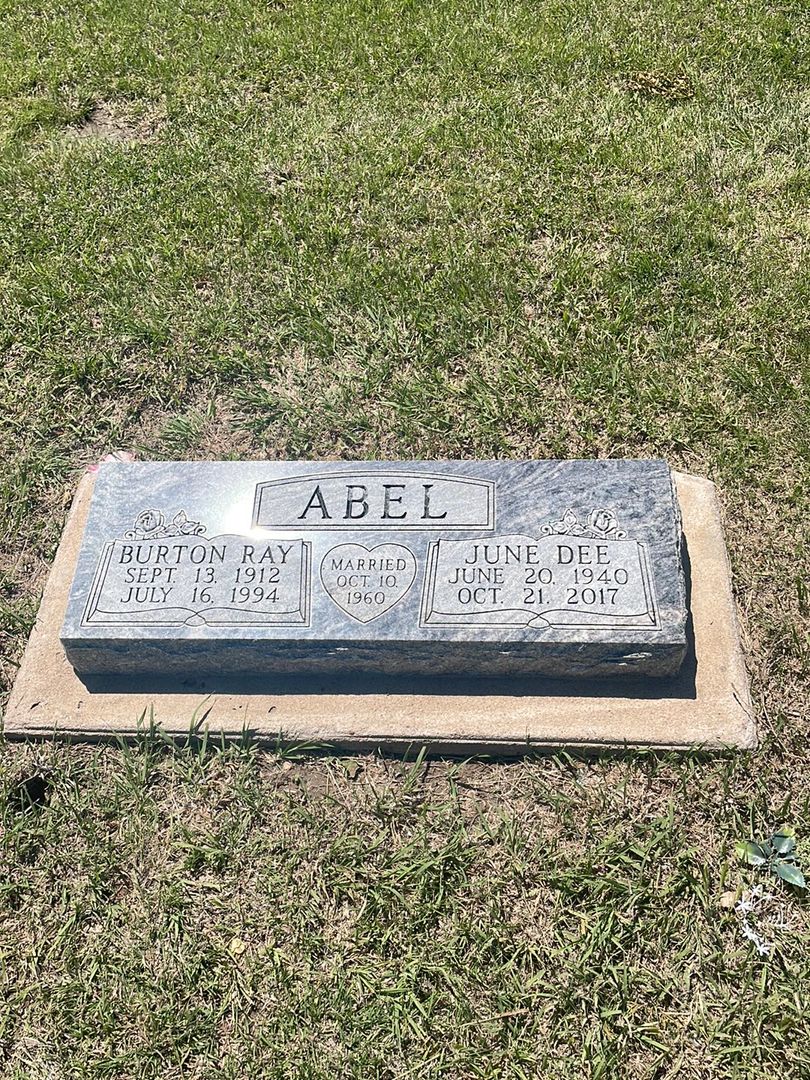 ABEL
BURTON RAY
SEPT. 13, 1912
JULY 16, 1994
MARRIED
OCT. 10,
1960
JUNE DEE
JUNE 20, 1940
OCT. 21, 2017